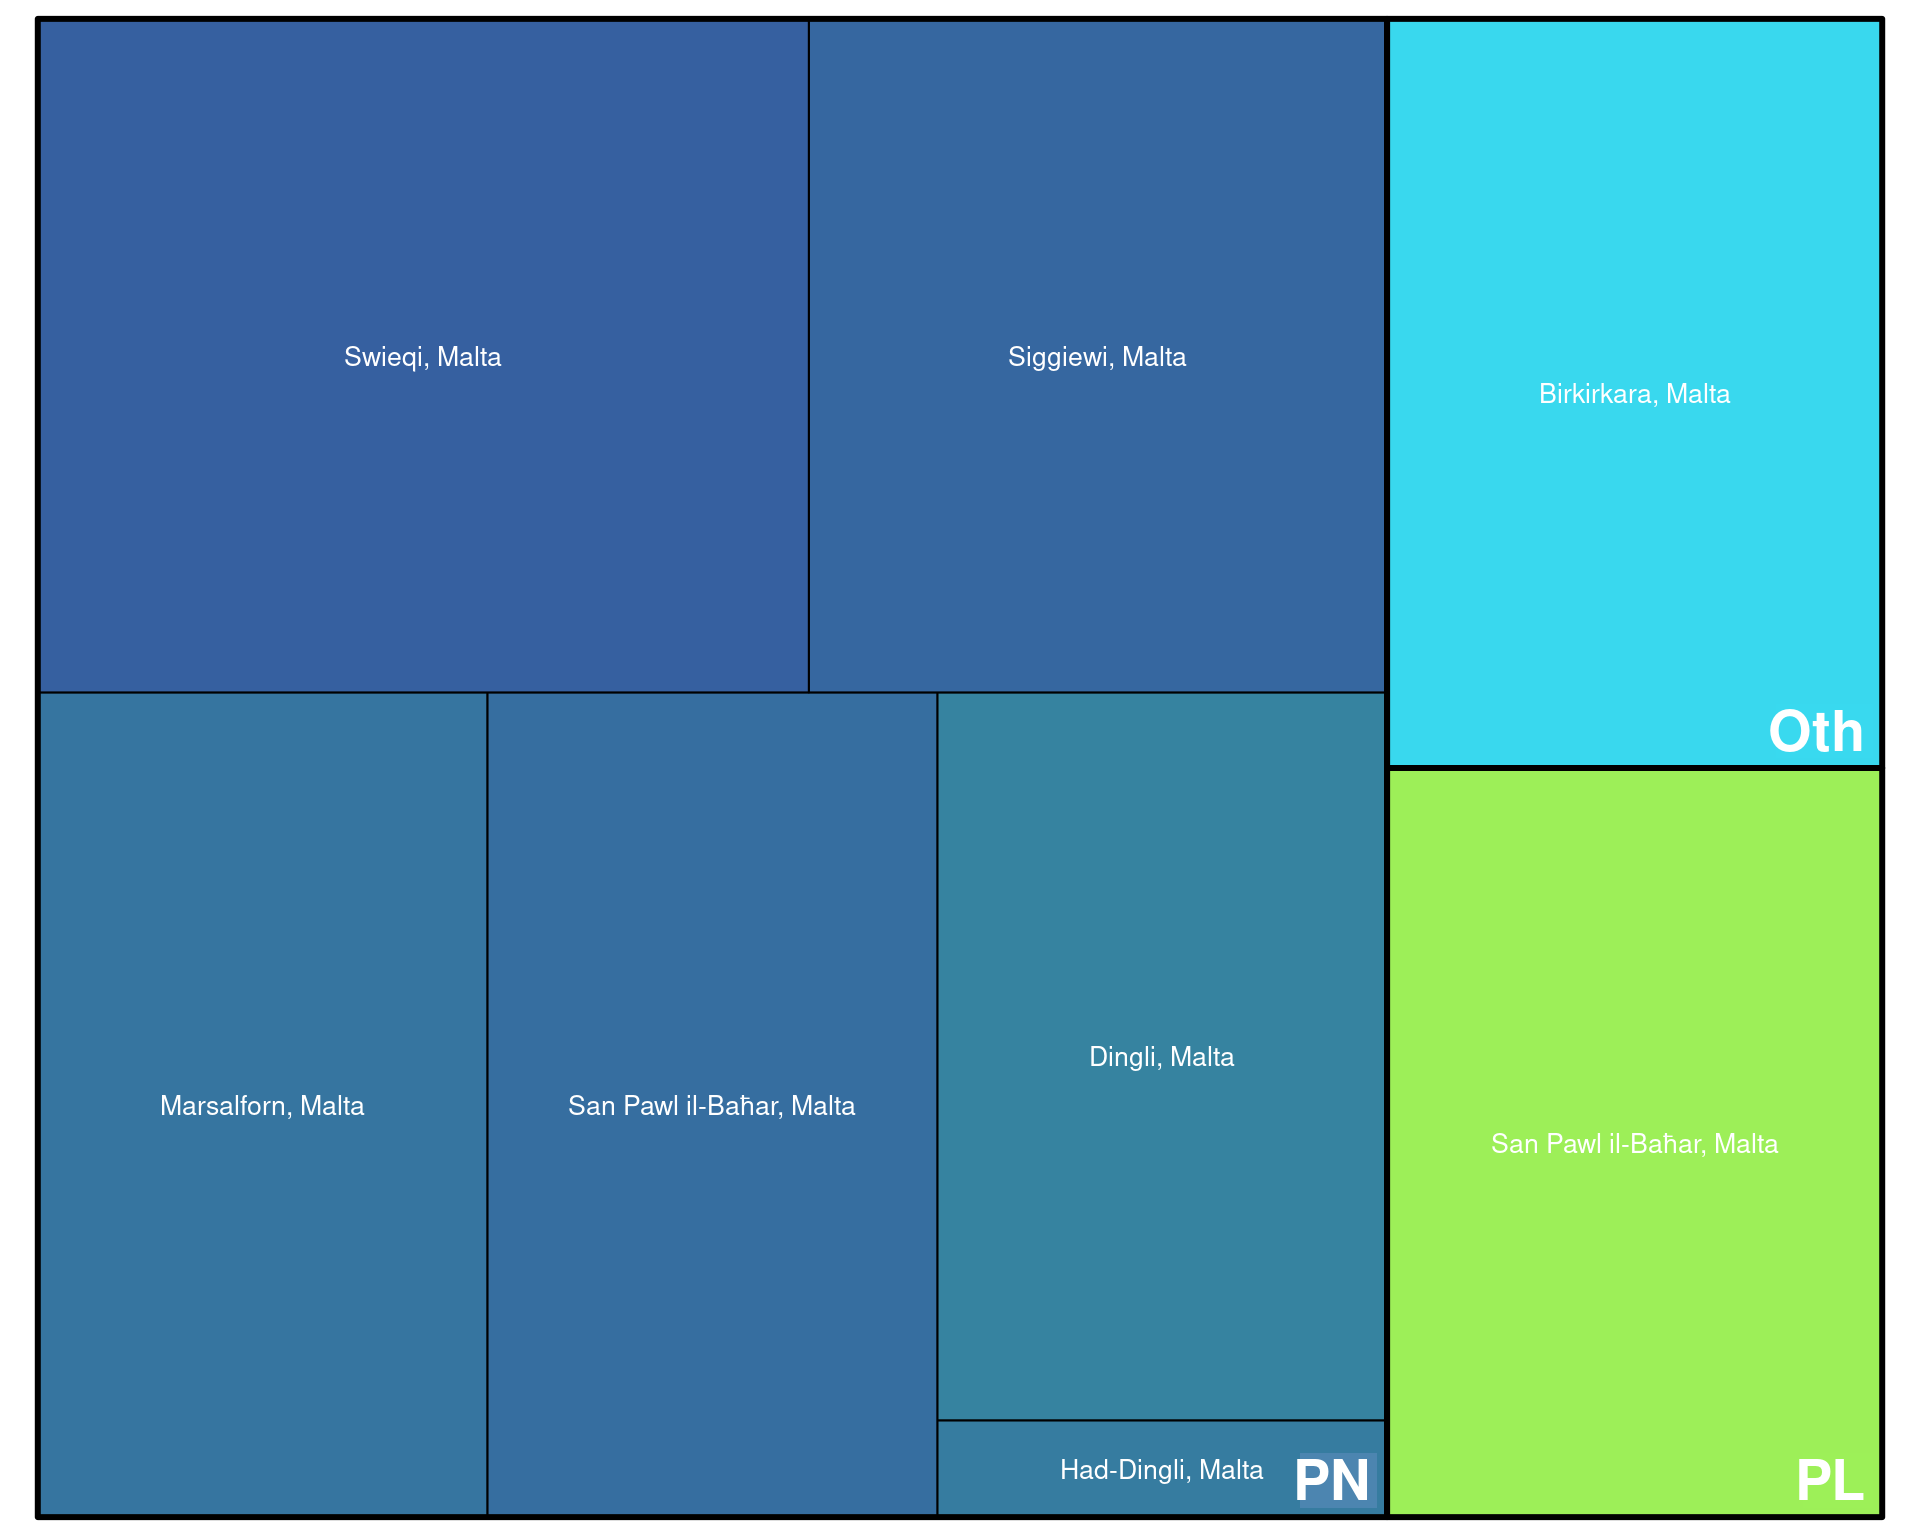 Swieqi, Malta
Siggiewi, Malta
Birkirkara, Malta
Oth
Marsalforn, Malta
San Pawl il-Baħar, Malta
Dingli, Malta
San Pawl il-Baħar, Malta
Had-Dingli, Malta
PN
PL